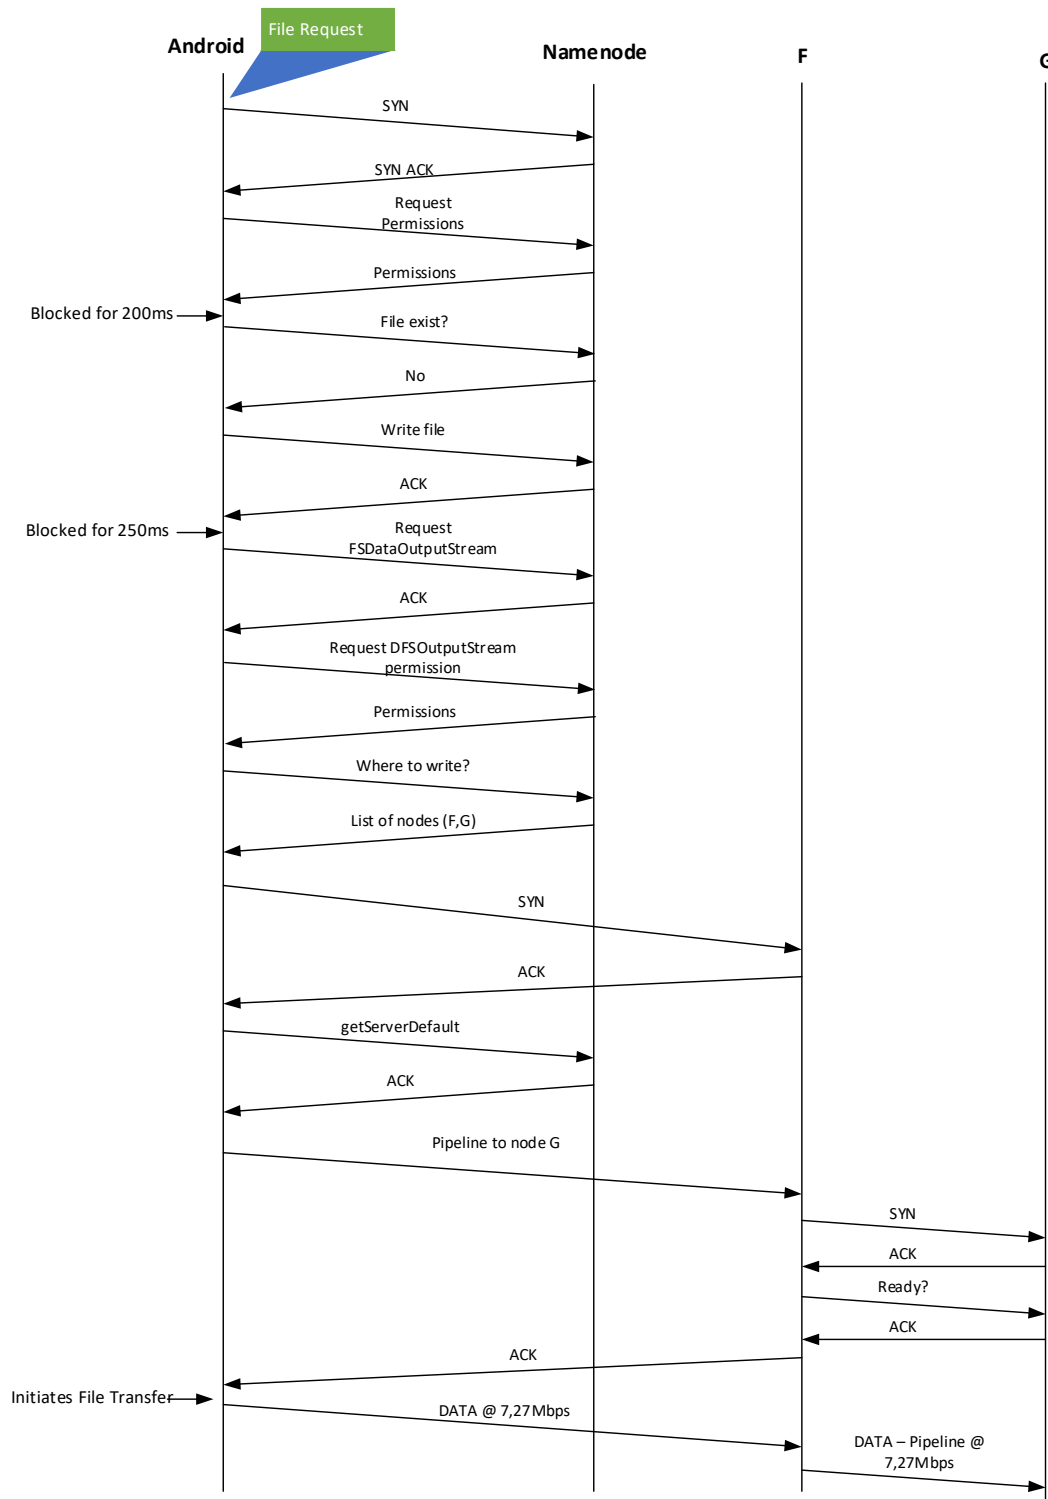 File Request
Android
Namenode
F
G
SYN
SYN ACK
Request
Permissions
Permissions
Blocked for 200ms
File exist?
No
Write file
ACK
Blocked for 250ms
Request
FSDataOutputStream
ACK
Request DFSOutputStream
permission
Permissions
Where to write?
List of nodes (F,G)
SYN
ACK
getServerDefault
ACK
Pipeline to node G
SYN
ACK
Ready?
ACK
ACK
Initiates File Transfer
DATA @ 7,27Mbps
DATA – Pipeline @
7,27Mbps